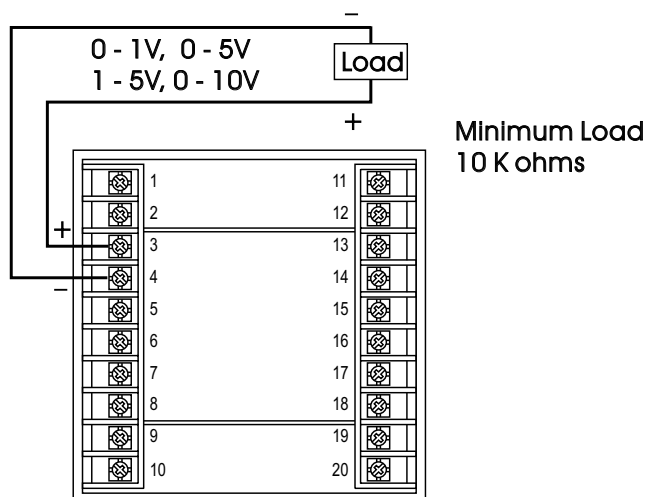 −
0 - 1V, 0 - 5V
1 - 5V, 0 - 10V
Load
+
Minimum Load
10 K ohms
1 11
2 12
+
3 13
4 14
−
5 15
6 16
7 17
8 18
9 19
10 20